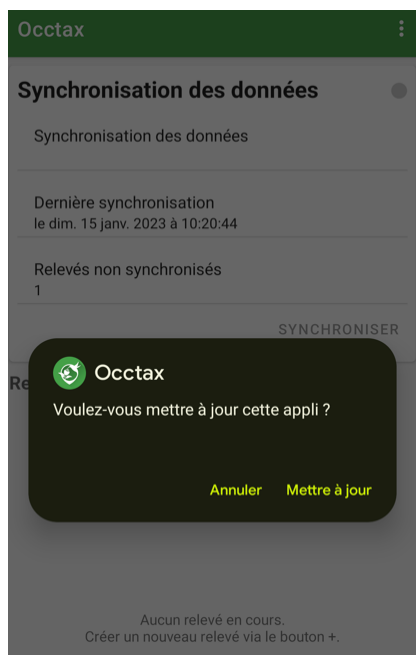 Occtax
Synchronisation des données
Synchronisation des données
Dernière synchronisation
le dim. 15 janv. 2023 à 10:20:44
Relevés non synchronisés
1
SYNCHRONISER
Re
Occtax
Voulez-vous mettre à jour cette appli ?
Annuler Mettre à jour
Aucun relevé en cours.
Créer un nouveau relevé via le bouton +.